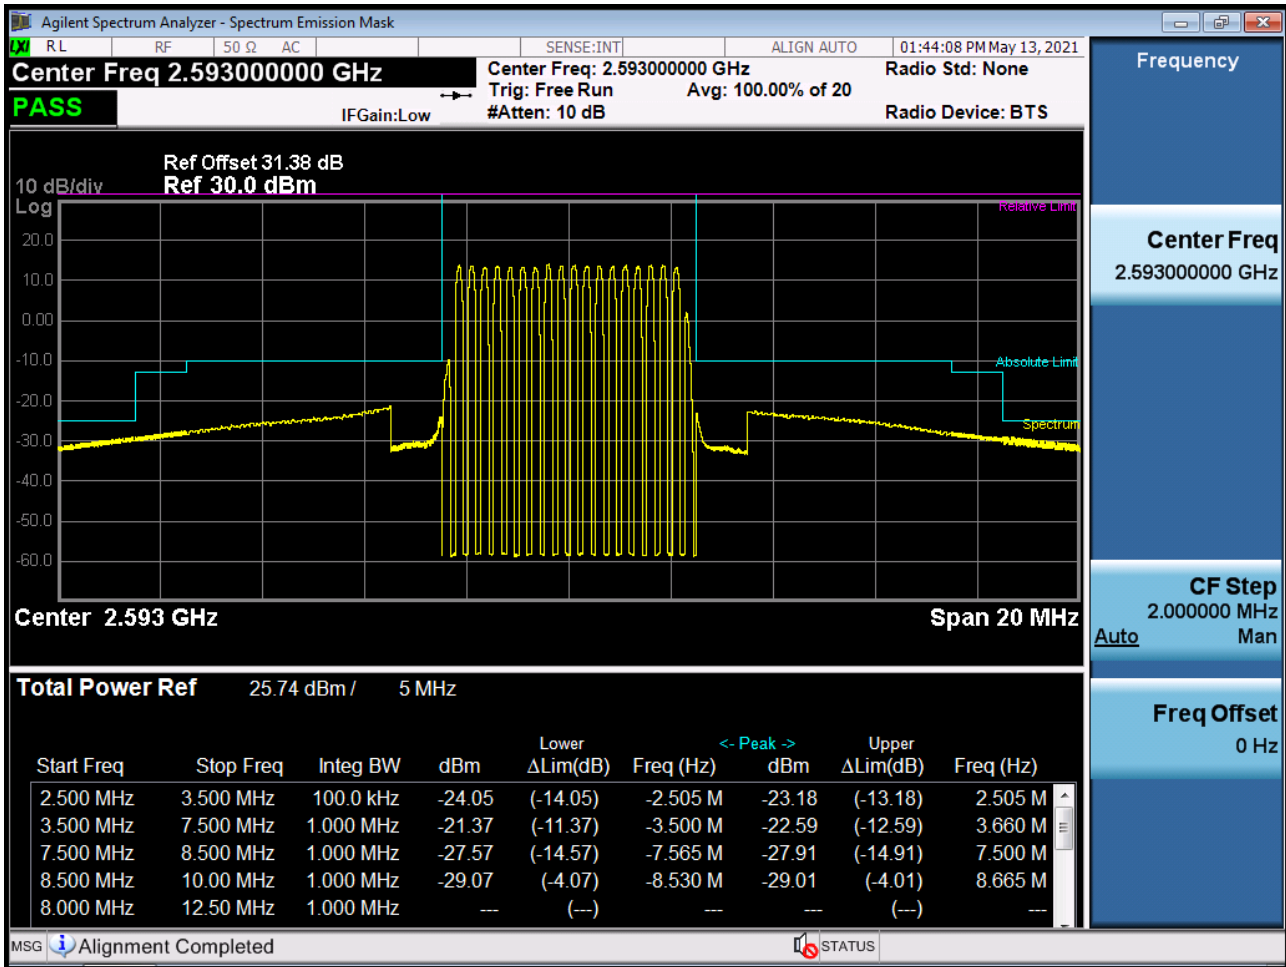 Agilent Spectrum Analyzer - Spectrum Emission Mask
LXI RL RF 50 Ω AC SENSE:INT ALIGN AUTO 01:44:08 PM May 13, 2021
Center Freq 2.593000000 GHz
PASS
IFGain:Low
Center Freq: 2.593000000 GHz
Trig: Free Run Avg: 100.00% of 20
#Atten: 10 dB
Radio Std: None
Radio Device: BTS
Frequency
Ref Offset 31.38 dB
10 dB/div Ref 30.0 dBm
Log
Relative Limit
20.0
10.0
0.00
-10.0
Absolute Limit
-20.0
Spectrum
-30.0
-40.0
-50.0
-60.0
Center 2.593 GHz Span 20 MHz
Center Freq
2.593000000 GHz
CF Step
2.000000 MHz
Auto Man
Freq Offset
0 Hz
Total Power Ref 25.74 dBm / 5 MHz
Lower <- Peak -> Upper
Start Freq Stop Freq Integ BW dBm ΔLim(dB) Freq (Hz) dBm ΔLim(dB) Freq (Hz)
2.500 MHz 3.500 MHz 100.0 kHz -24.05 (-14.05) -2.505 M -23.18 (-13.18) 2.505 M
3.500 MHz 7.500 MHz 1.000 MHz -21.37 (-11.37) -3.500 M -22.59 (-12.59) 3.660 M
7.500 MHz 8.500 MHz 1.000 MHz -27.57 (-14.57) -7.565 M -27.91 (-14.91) 7.500 M
8.500 MHz 10.00 MHz 1.000 MHz -29.07 (-4.07) -8.530 M -29.01 (-4.01) 8.665 M
8.000 MHz 12.50 MHz 1.000 MHz --- (---) --- --- (---) ---
MSG Alignment Completed STATUS